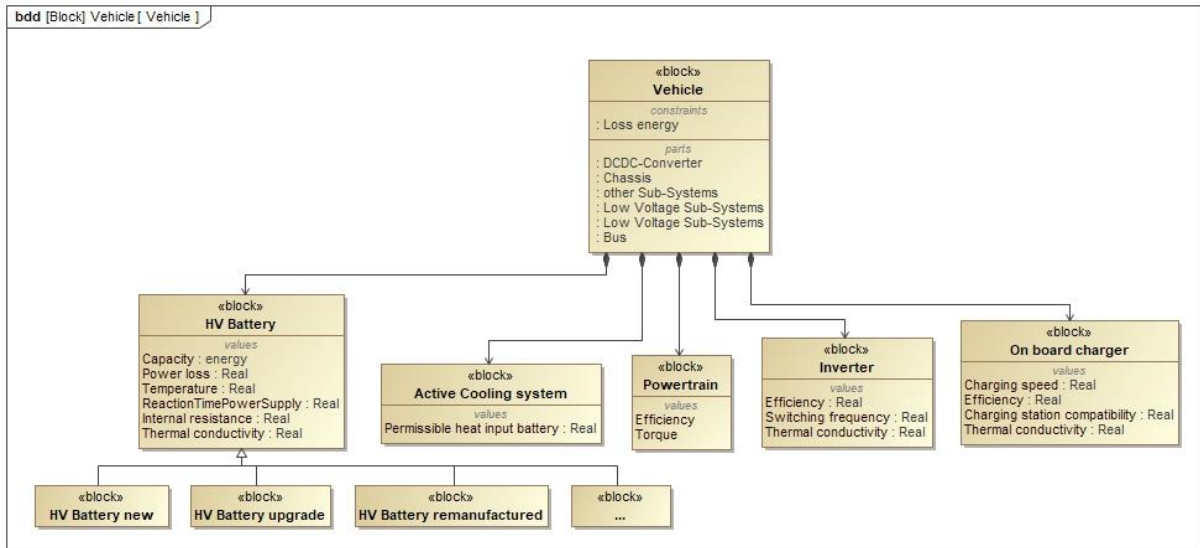 bdd [Block] Vehicle [ Vehicle ]
«block»
Vehicle
constraints
: Loss energy
parts
: DCDC-Converter
: Chassis
: other Sub-Systems
: Low Voltage Sub-Systems
: Low Voltage Sub-Systems
: Bus
«block»
HV Battery
values
Capacity : energy
Power loss : Real
Temperature : Real
ReactionTimePowerSupply : Real
Internal resistance : Real
Thermal conductivity : Real
«block»
Active Cooling system
values
Permissible heat input battery : Real
«block»
Powertrain
values
Efficiency
Torque
«block»
Inverter
values
Efficiency : Real
Switching frequency : Real
Thermal conductivity : Real
«block»
On board charger
values
Charging speed : Real
Efficiency : Real
Charging station compatibility : Real
Thermal conductivity : Real
«block»
HV Battery new
«block»
HV Battery upgrade
«block»
HV Battery remanufactured
«block»
...